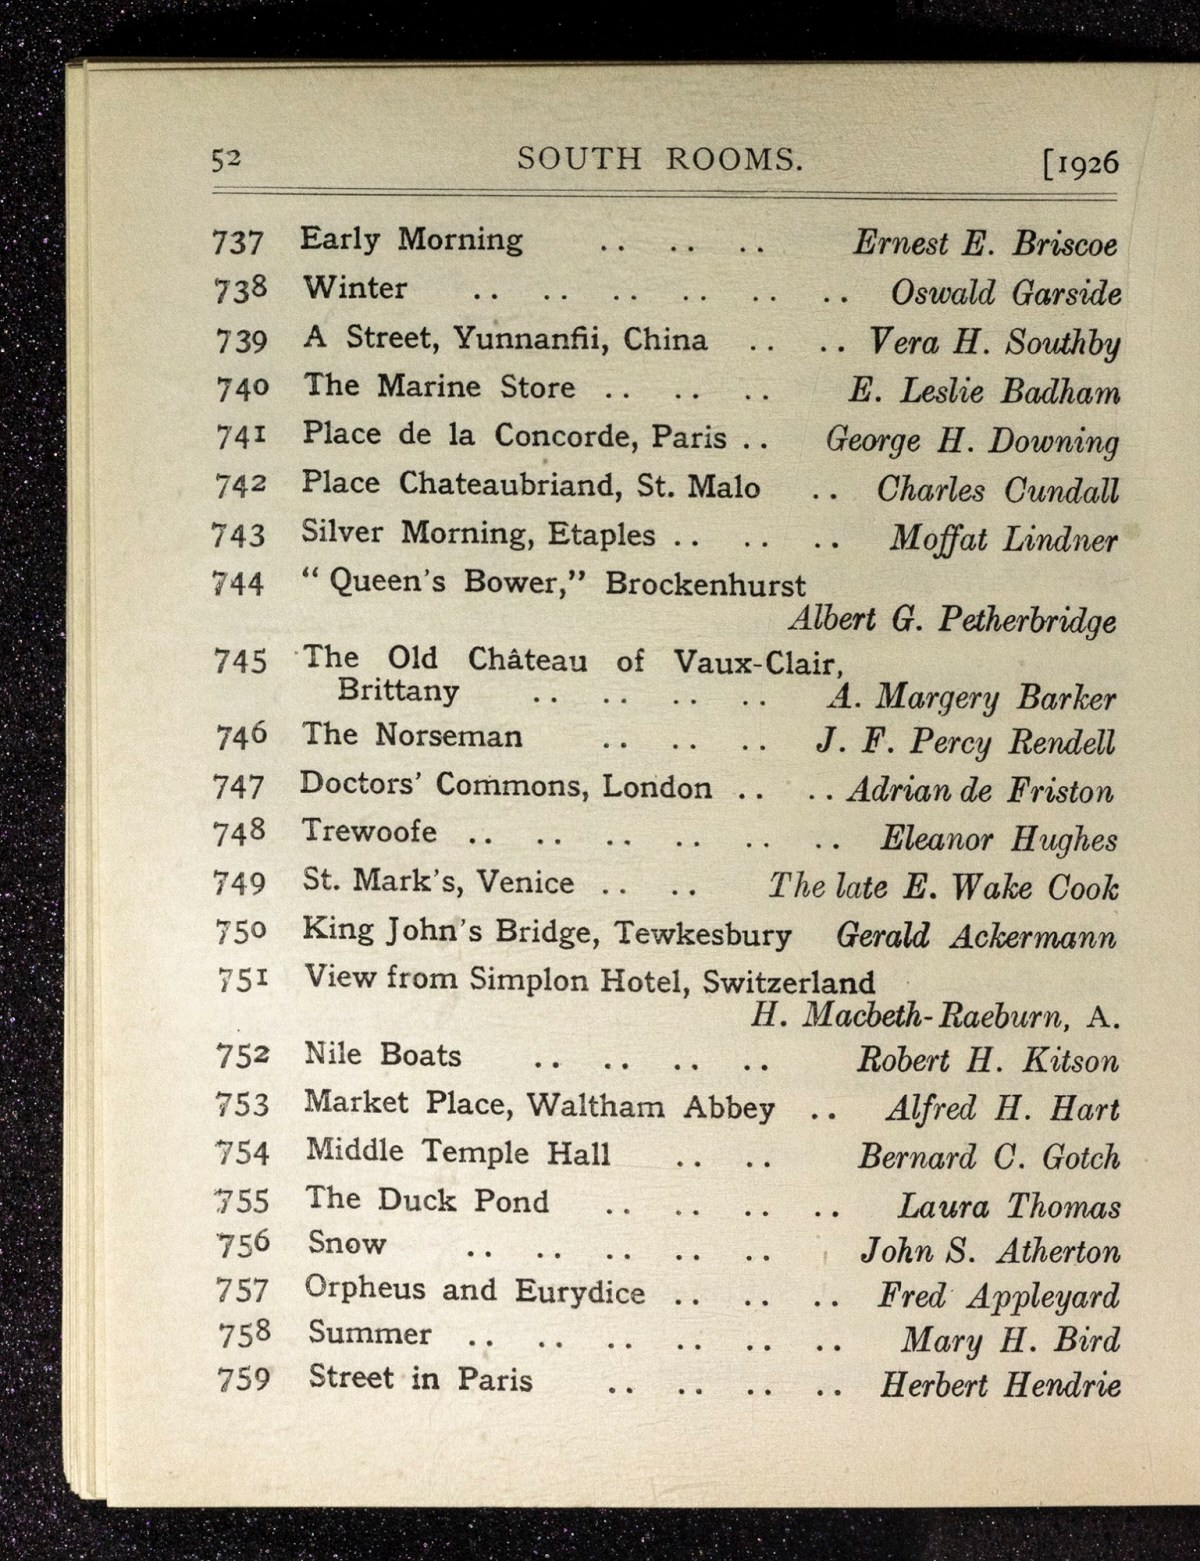 52 SOUTH ROOMS. [1926
737 Early Morning .. .. .. Ernest E. Briscoe
738 Winter .. .. .. .. .. .. Oswald Garside
739 A Street, Yunnanfii, China .. .. Vera H. Southby
740 The Marine Store .. .. .. E. Leslie Badham
741 Place de la Concorde, Paris .. George H. Downing
742 Place Chateaubriand, St. Malo .. Charles Cundall
743 Silver Morning, Etaples .. .. .. Moffat Lindner
744 “ Queen’s Bower,” Brockenhurst
Albert G. Petherbridge
745 The Old Château of Vaux-Clair,
Brittany .. .. .. .. A. Margery Barker
746 The Norseman .. .. .. J. F. Percy Rendell
747 Doctors’ Commons, London .. .. Adrian de Friston
748 Trewoofe .. .. .. .. .. .. Eleanor Hughes
749 St. Mark’s, Venice .. .. The late E. Wake Cook
750 King John’s Bridge, Tewkesbury Gerald Ackermann
751 View from Simplon Hotel, Switzerland
H. Macbeth-Raeburn, A.
752 Nile Boats .. .. .. .. Robert H. Kitson
753 Market Place, Waltham Abbey .. Alfred H. Hart
754 Middle Temple Hall .. .. Bernard C. Gotch
755 The Duck Pond .. .. .. .. Laura Thomas
756 Snow .. .. .. .. .. John S. Atherton
757 Orpheus and Eurydice .. .. .. Fred Appleyard
758 Summer .. .. .. .. .. .. Mary H. Bird
759 Street in Paris .. .. .. .. Herbert Hendrie